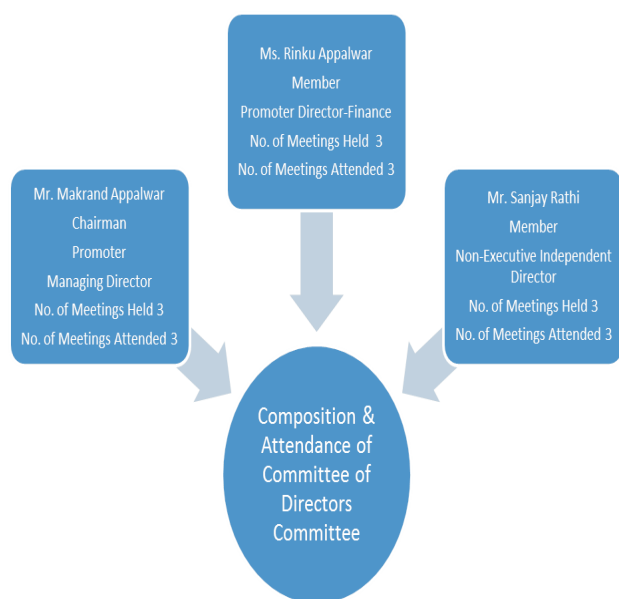 Ms. Rinku Appalwar
Member
Promoter Director-Finance
No. of Meetings Held 3
No. of Meetings Attended 3
Mr. Makrand Appalwar
Chairman
Promoter
Managing Director
No. of Meetings Held 3
No. of Meetings Attended 3
Mr. Sanjay Rathi
Member
Non-Executive Independent
Director
No. of Meetings Held 3
No. of Meetings Attended 3
Composition &
Attendance of
Committee of
Directors
Committee